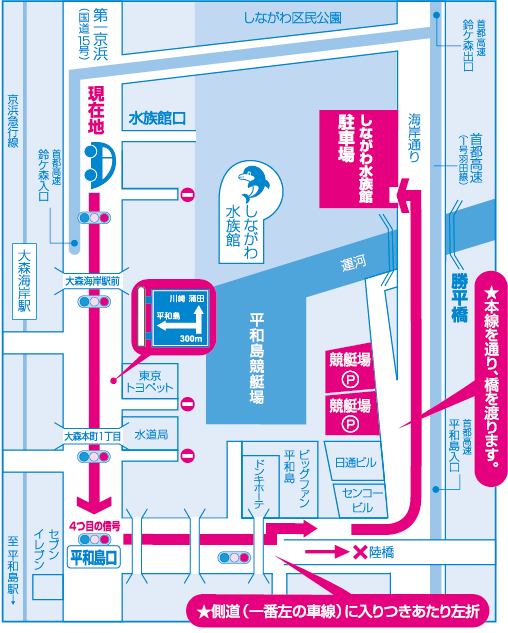 しながわ区民公園
第一京浜
（国道15号）
首都高速
鈴ケ森出口
現在地
水族館口
京浜急行線
首都高速
鈴ケ森入口
しながわ水族館
駐車場
海岸通り
首都高速
（1号羽田線）
しながわ
水族館
大森海岸駅
大森海岸駅前
運河
勝平橋
川崎 蒲田
平和島
300m
平和島競艇場
★本線を通り、橋を渡ります。
東京
トヨペット
競艇場
P
競艇場
P
大森本町1丁目
水道局
首都高速
平和島入口
ドンキホーテ
ビッグファン
平和島
日通ビル
センコー
ビル
4つ目の信号
平和島口
セブン
イレブン
至平和島駅→
陸橋
★側道（一番左の車線）に入りつきあたり左折